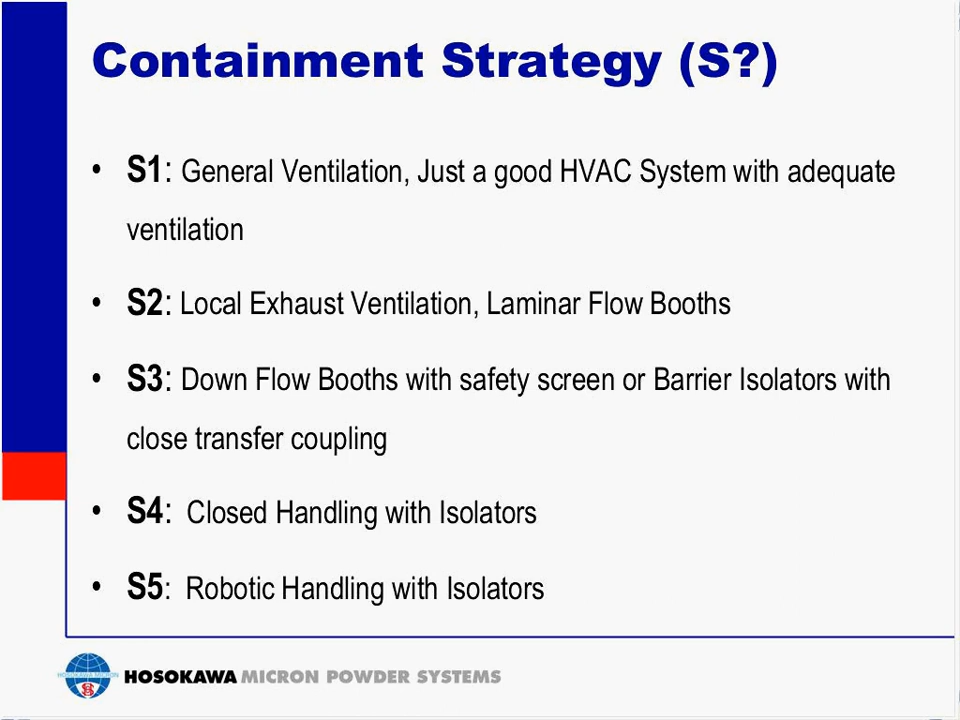 Containment Strategy (S?)
• S1: General Ventilation, Just a good HVAC System with adequate
ventilation
• S2: Local Exhaust Ventilation, Laminar Flow Booths
• S3: Down Flow Booths with safety screen or Barrier Isolators with
close transfer coupling
• S4: Closed Handling with Isolators
• S5: Robotic Handling with Isolators
HOSOKAWA MICRON
HOSOKAWA MICRON POWDER SYSTEMS